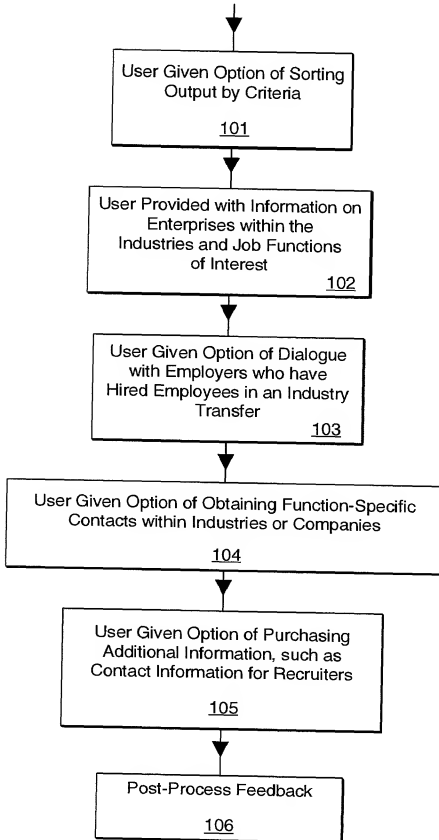 User Given Option of Sorting
Output by Criteria
101
User Provided with Information on
Enterprises within the
Industries and Job Functions
of Interest
102
User Given Option of Dialogue
with Employers who have
Hired Employees in an Industry
Transfer
103
User Given Option of Obtaining Function-Specific
Contacts within Industries or Companies
104
User Given Option of Purchasing
Additional Information, such as
Contact Information for Recruiters
105
Post-Process Feedback
106